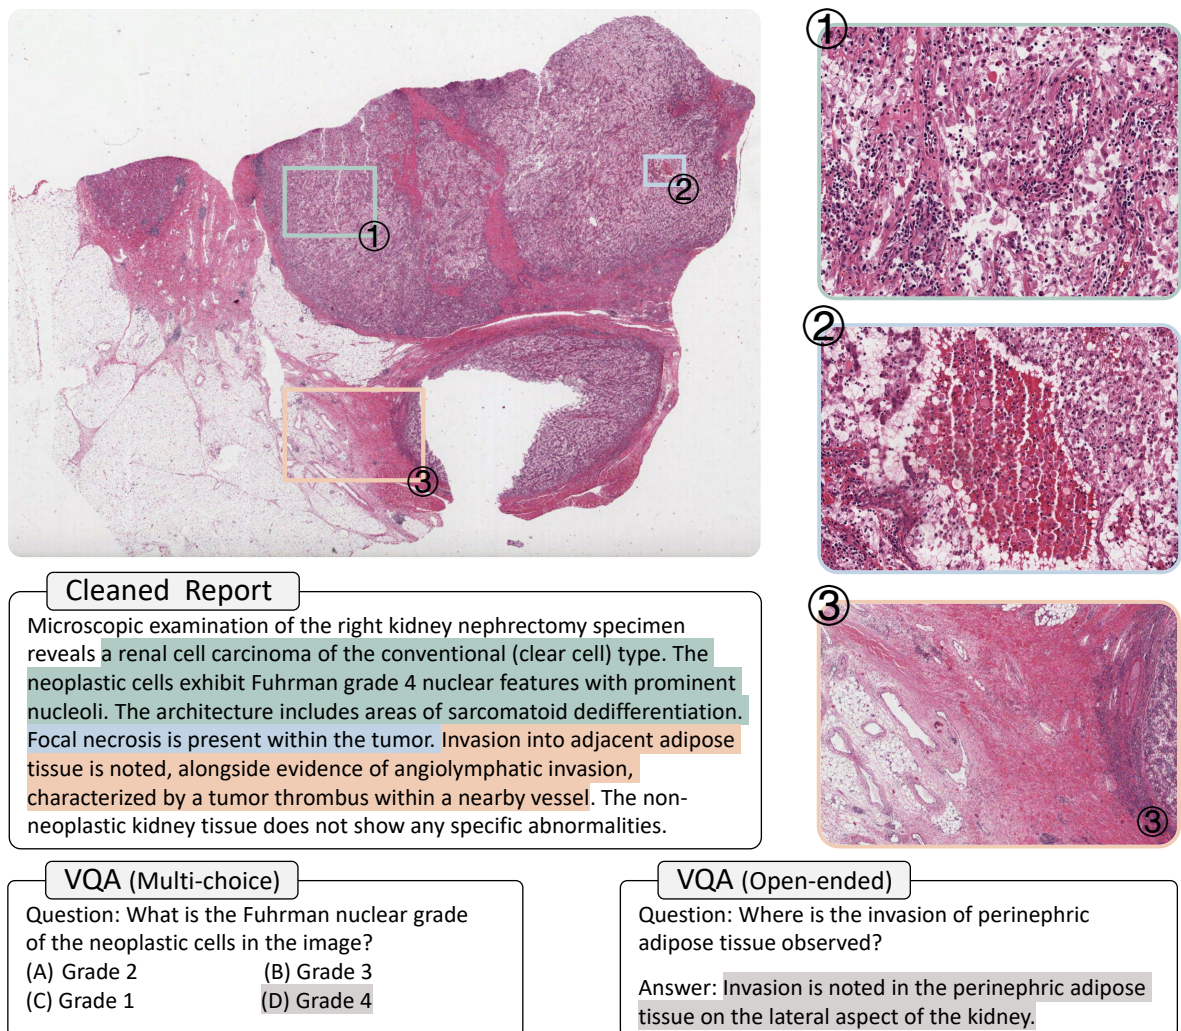 ①
②
③
①
②
③
③
Cleaned Report
Microscopic examination of the right kidney nephrectomy specimen
reveals a renal cell carcinoma of the conventional (clear cell) type. The
neoplastic cells exhibit Fuhrman grade 4 nuclear features with prominent
nucleoli. The architecture includes areas of sarcomatoid dedifferentiation.
Focal necrosis is present within the tumor. Invasion into adjacent adipose
tissue is noted, alongside evidence of angiolymphatic invasion,
characterized by a tumor thrombus within a nearby vessel. The non-
neoplastic kidney tissue does not show any specific abnormalities.
VQA (Multi-choice)
Question: What is the Fuhrman nuclear grade
of the neoplastic cells in the image?
(A) Grade 2 (B) Grade 3
(C) Grade 1 (D) Grade 4
VQA (Open-ended)
Question: Where is the invasion of perinephric
adipose tissue observed?
Answer: Invasion is noted in the perinephric adipose
tissue on the lateral aspect of the kidney.